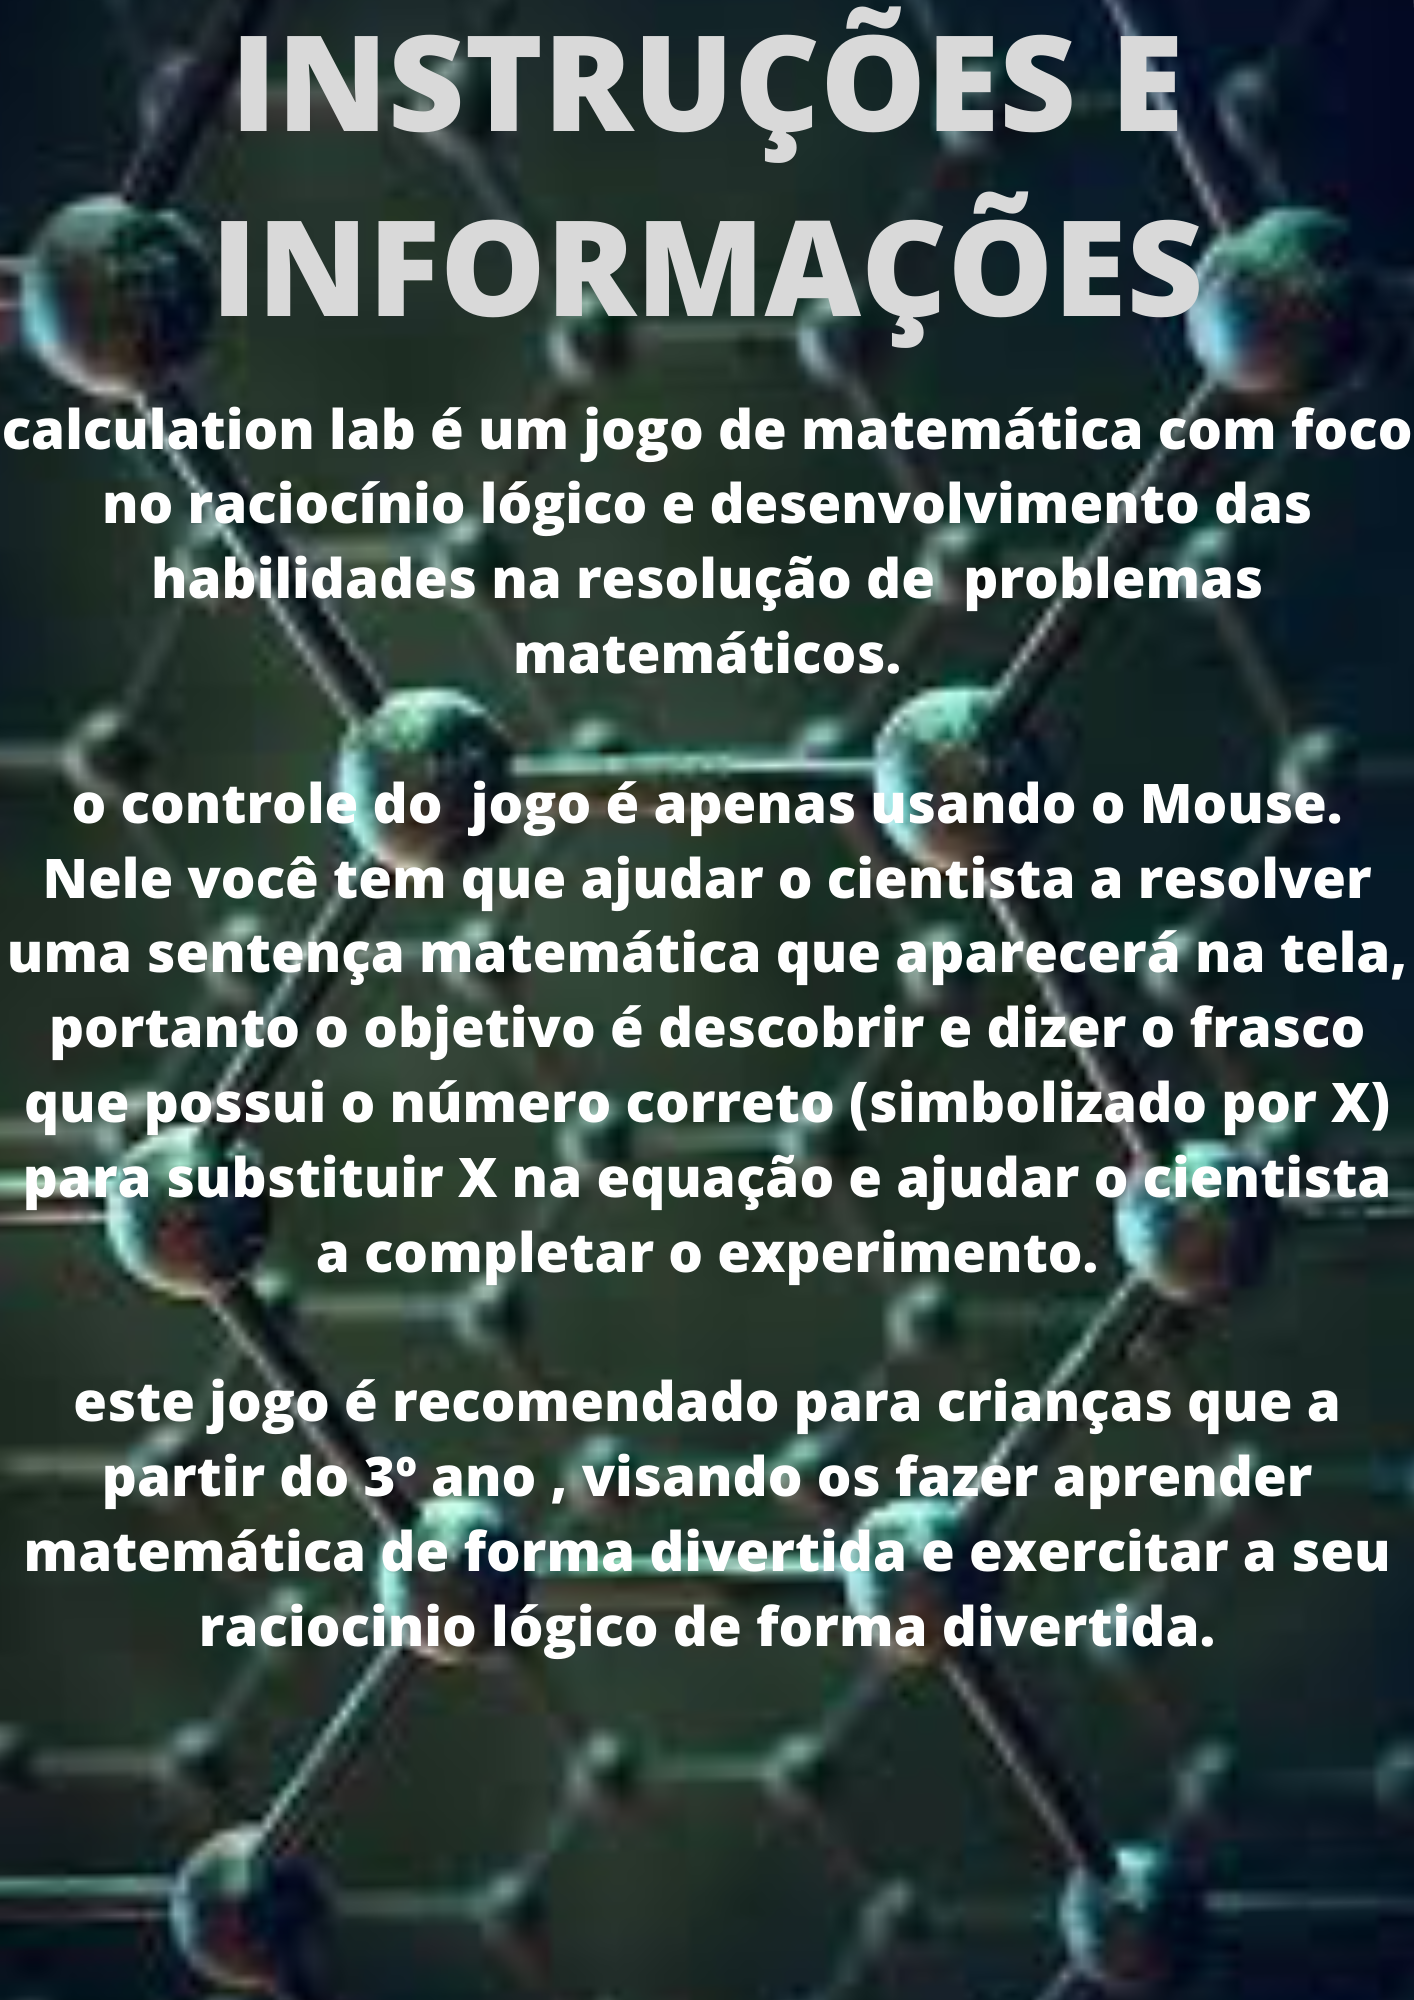 INSTRUÇÕES E
INFORMAÇÕES
calculation lab é um jogo de matemática com foco
no raciocínio lógico e desenvolvimento das
habilidades na resolução de  problemas
matemáticos.
o controle do  jogo é apenas usando o Mouse.
Nele você tem que ajudar o cientista a resolver
uma sentença matemática que aparecerá na tela,
portanto o objetivo é descobrir e dizer o frasco
que possui o número correto (simbolizado por X)
para substituir X na equação e ajudar o cientista
a completar o experimento.
este jogo é recomendado para crianças que a
partir do 3º ano , visando os fazer aprender
matemática de forma divertida e exercitar a seu
raciocinio lógico de forma divertida.